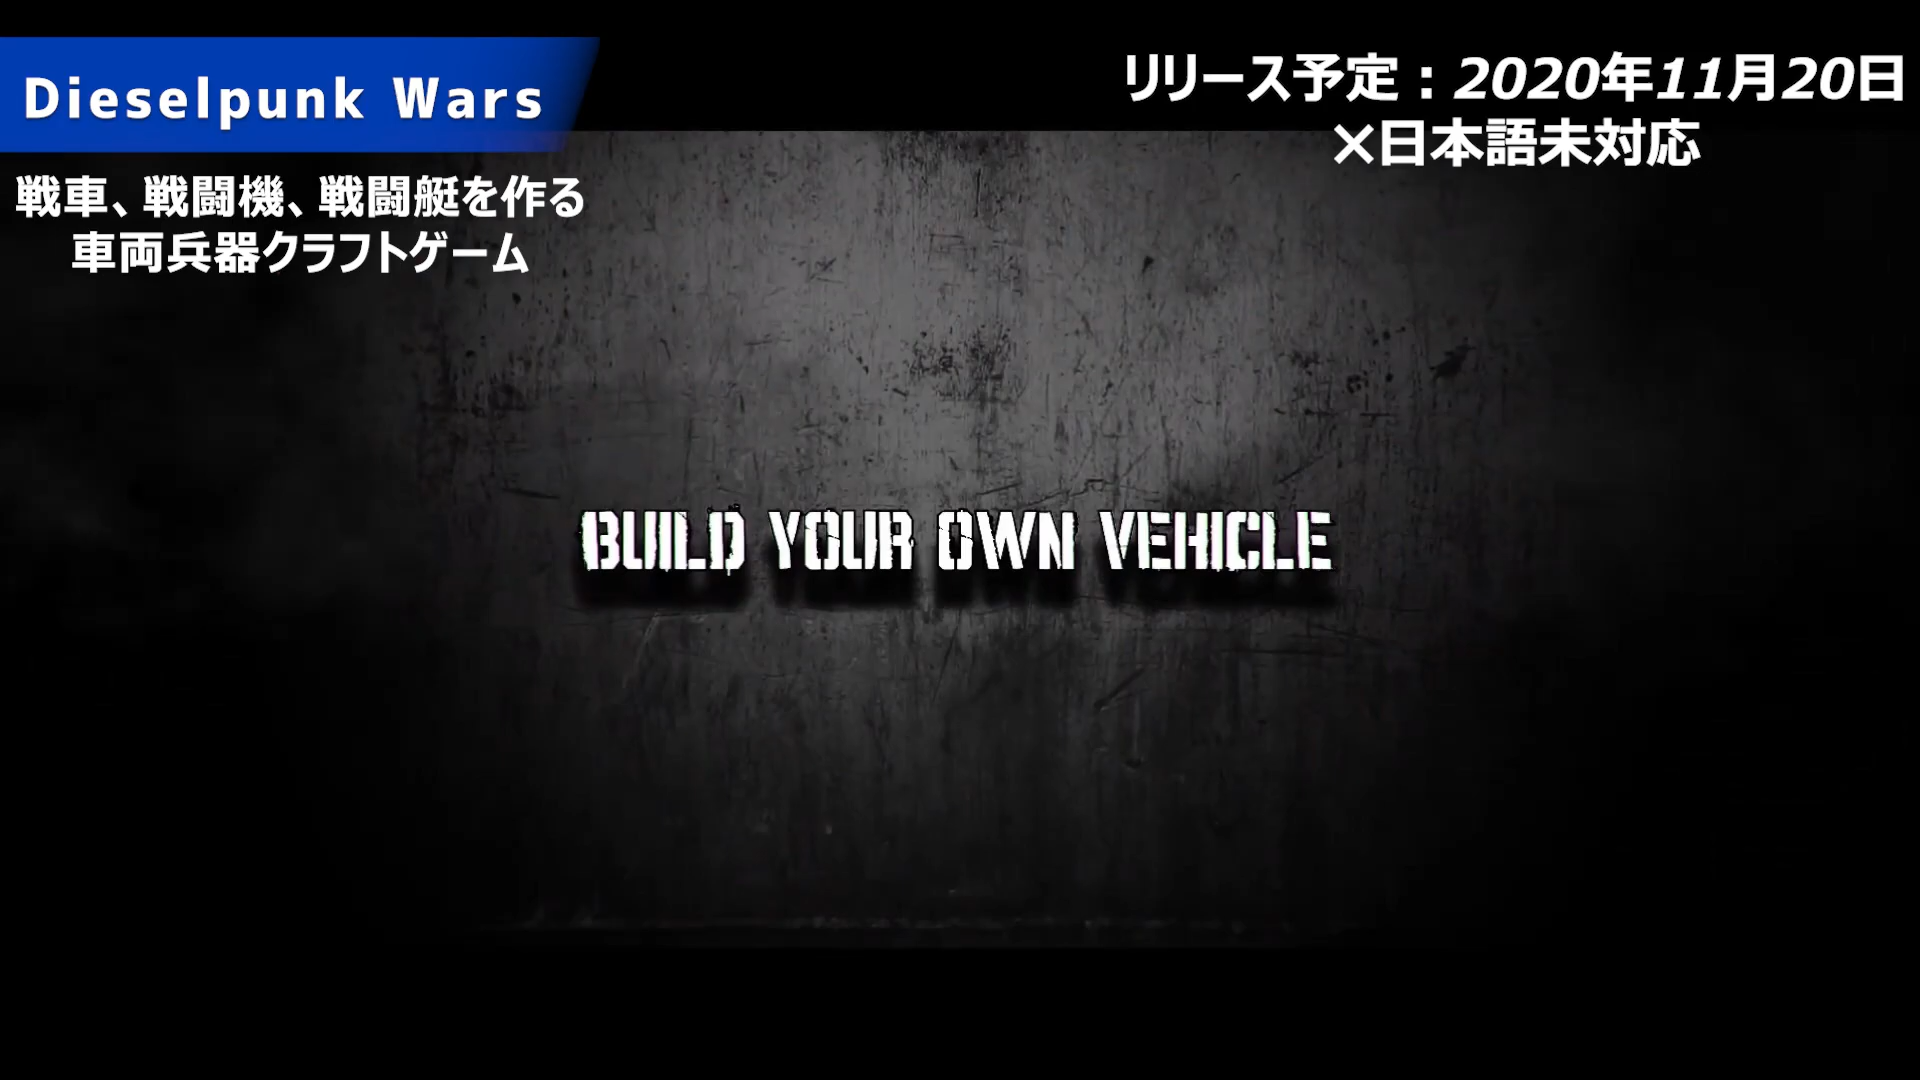 Dieselpunk Wars
戦車、戦闘機、戦闘艇を作る
車両兵器クラフトゲーム
リリース予定：2020年11月20日
×日本語未対応
BUILD YOUR OWN VEHICLE